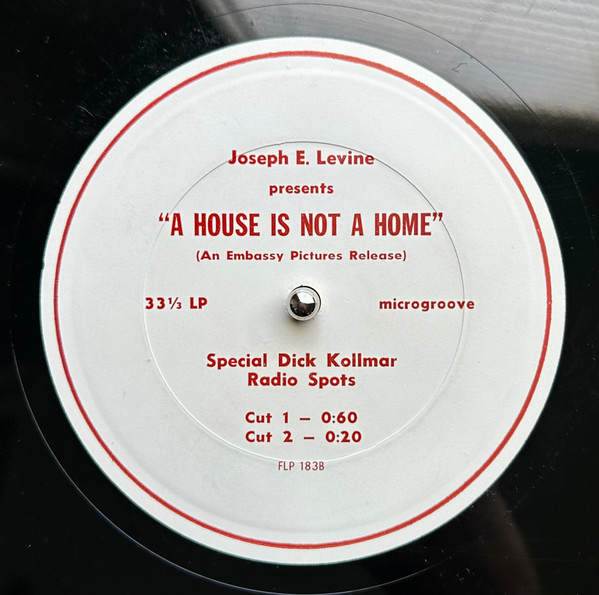 Joseph E. Levine
presents
"A HOUSE IS NOT A HOME"
(An Embassy Pictures Release)
33⅓ LP microgroove
Special Dick Kollmar
Radio Spots
Cut 1 — 0:60
Cut 2 — 0:20
FLP 183B